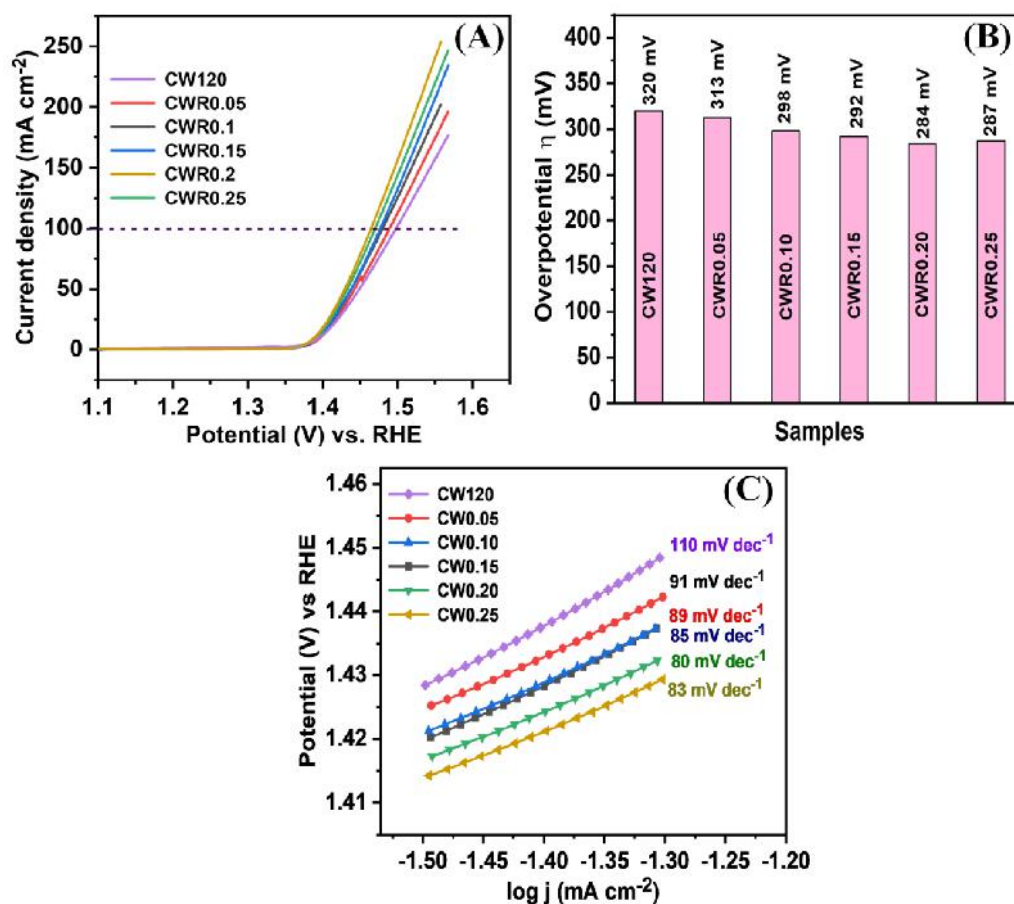 (A)
Current density (mA cm-2)
250
200
150
100
50
0
CW120
CWR0.05
CWR0.1
CWR0.15
CWR0.2
CWR0.25
1.1 1.2 1.3 1.4 1.5 1.6
Potential (V) vs. RHE
(B)
Overpotential η (mV)
400
350
300
250
200
150
100
50
0
320 mV
313 mV
298 mV
292 mV
284 mV
287 mV
CW120
CWR0.05
CWR0.10
CWR0.15
CWR0.20
CWR0.25
Samples
(C)
Potential (V) vs RHE
1.46
1.45
1.44
1.43
1.42
1.41
CW120
CW0.05
CW0.10
CW0.15
CW0.20
CW0.25
110 mV dec-1
91 mV dec-1
89 mV dec-1
85 mV dec-1
80 mV dec-1
83 mV dec-1
-1.50 -1.45 -1.40 -1.35 -1.30 -1.25 -1.20
log j (mA cm-2)